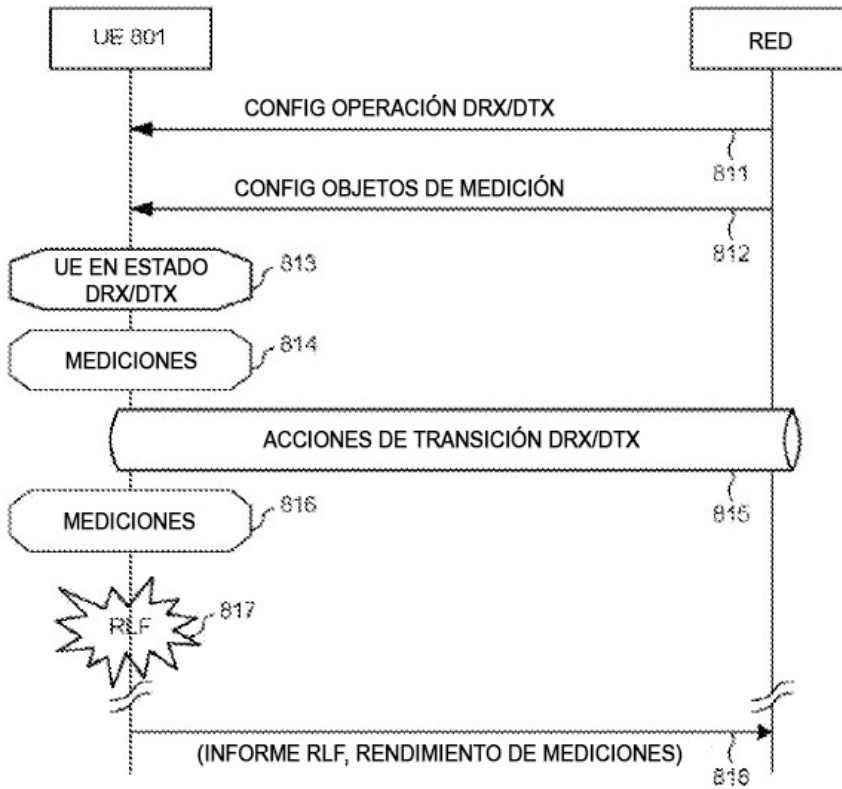 UE 801
RED
CONFIG OPERACIÓN DRX/DTX
811
CONFIG OBJETOS DE MEDICIÓN
812
UE EN ESTADO
DRX/DTX
813
MEDICIONES
814
ACCIONES DE TRANSICIÓN DRX/DTX
815
MEDICIONES
816
RLF
817
(INFORME RLF, RENDIMIENTO DE MEDICIONES)
818